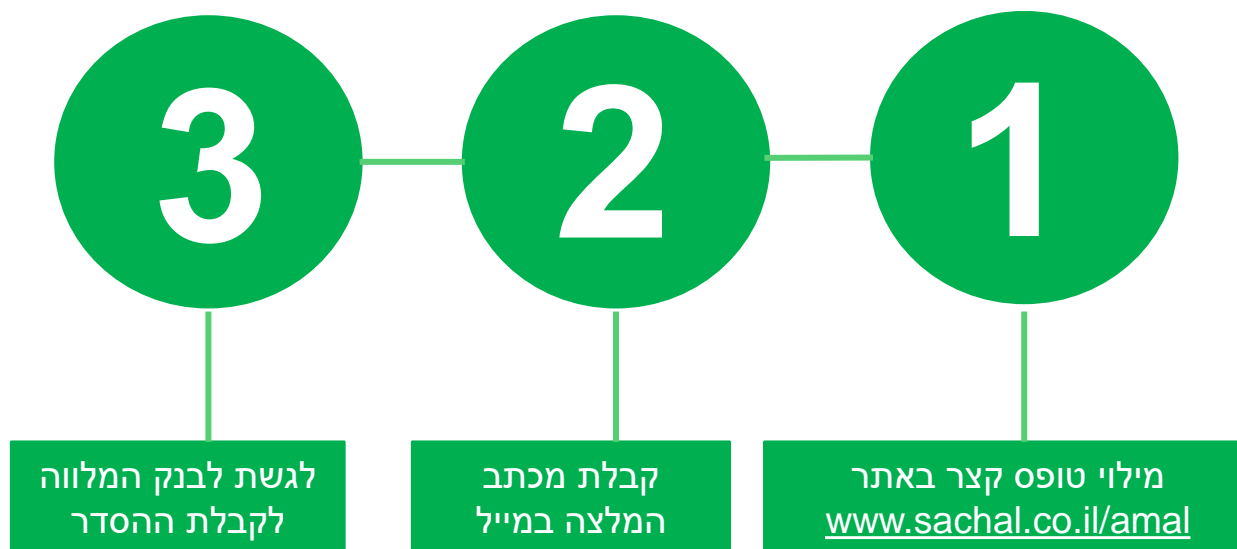 1
מילוי טופס קצר באתר
www.sachal.co.il/amal
2
קבלת מכתב
המלצה במייל
3
לגשת לבנק המלווה
לקבלת ההסדר